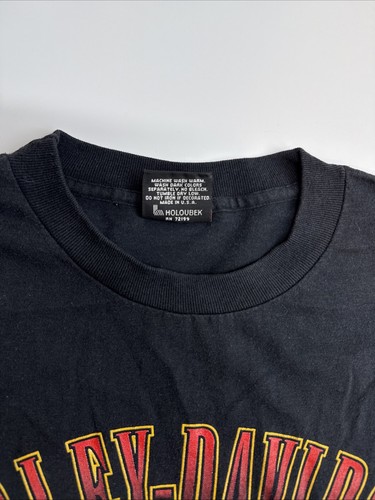 MACHINE WASH WARM,
WASH DARK COLORS
SEPARATELY. NO BLEACH.
TUMBLE DRY LOW.
DO NOT IRON IF DECORATED.
MADE IN U.S.A.
HOLOUBEK
RN 72199
LEY-DAVID